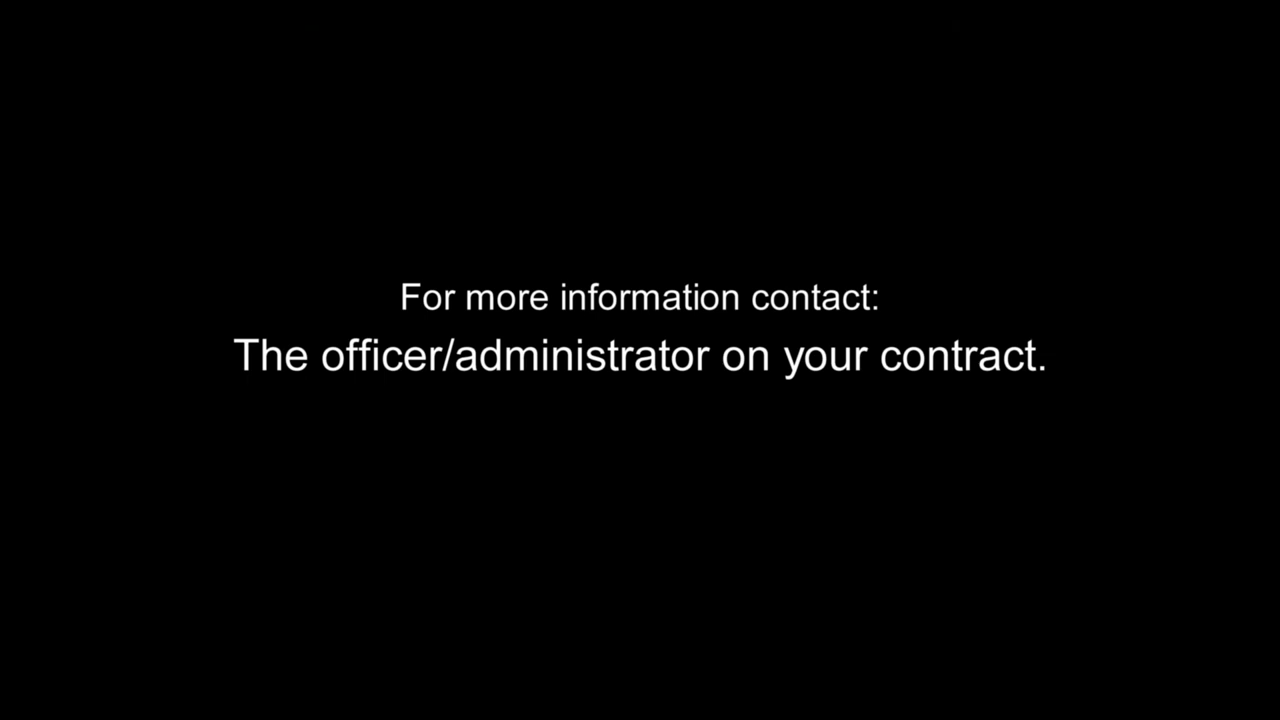 For more information contact:
The officer/administrator on your contract.